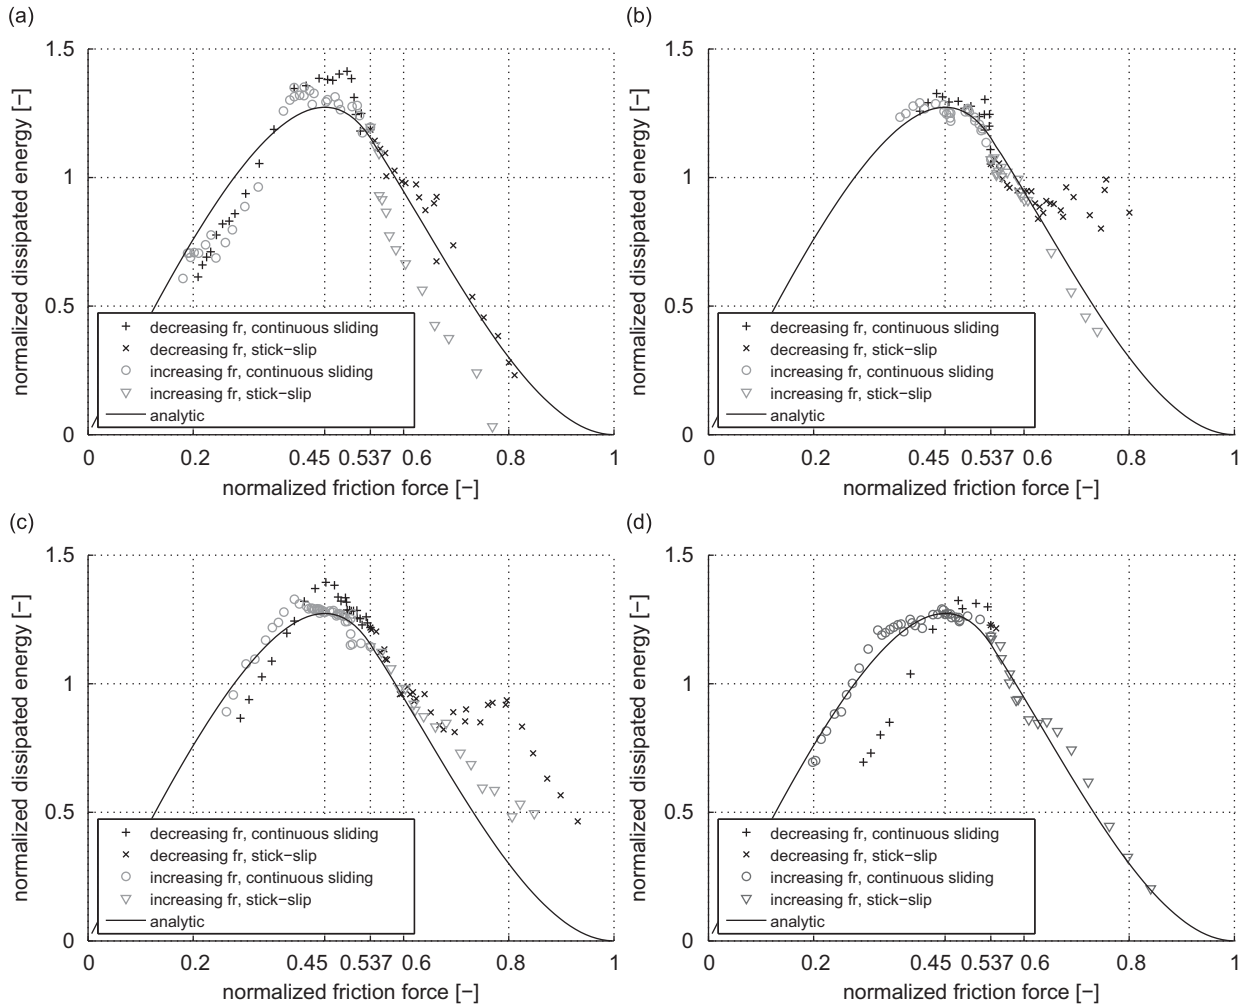 (a)
normalized dissipated energy [−]
1.5
1
0.5
0
decreasing fr, continuous sliding
decreasing fr, stick−slip
increasing fr, continuous sliding
increasing fr, stick−slip
analytic
0 0.2 0.45 0.537 0.6 0.8 1
normalized friction force [−]
(b)
normalized dissipated energy [−]
1.5
1
0.5
0
decreasing fr, continuous sliding
decreasing fr, stick−slip
increasing fr, continuous sliding
increasing fr, stick−slip
analytic
0 0.2 0.45 0.537 0.6 0.8 1
normalized friction force [−]
(c)
normalized dissipated energy [−]
1.5
1
0.5
0
decreasing fr, continuous sliding
decreasing fr, stick−slip
increasing fr, continuous sliding
increasing fr, stick−slip
analytic
0 0.2 0.45 0.537 0.6 0.8 1
normalized friction force [−]
(d)
normalized dissipated energy [−]
1.5
1
0.5
0
decreasing fr, continuous sliding
decreasing fr, stick−slip
increasing fr, continuous sliding
increasing fr, stick−slip
analytic
0 0.2 0.45 0.537 0.6 0.8 1
normalized friction force [−]